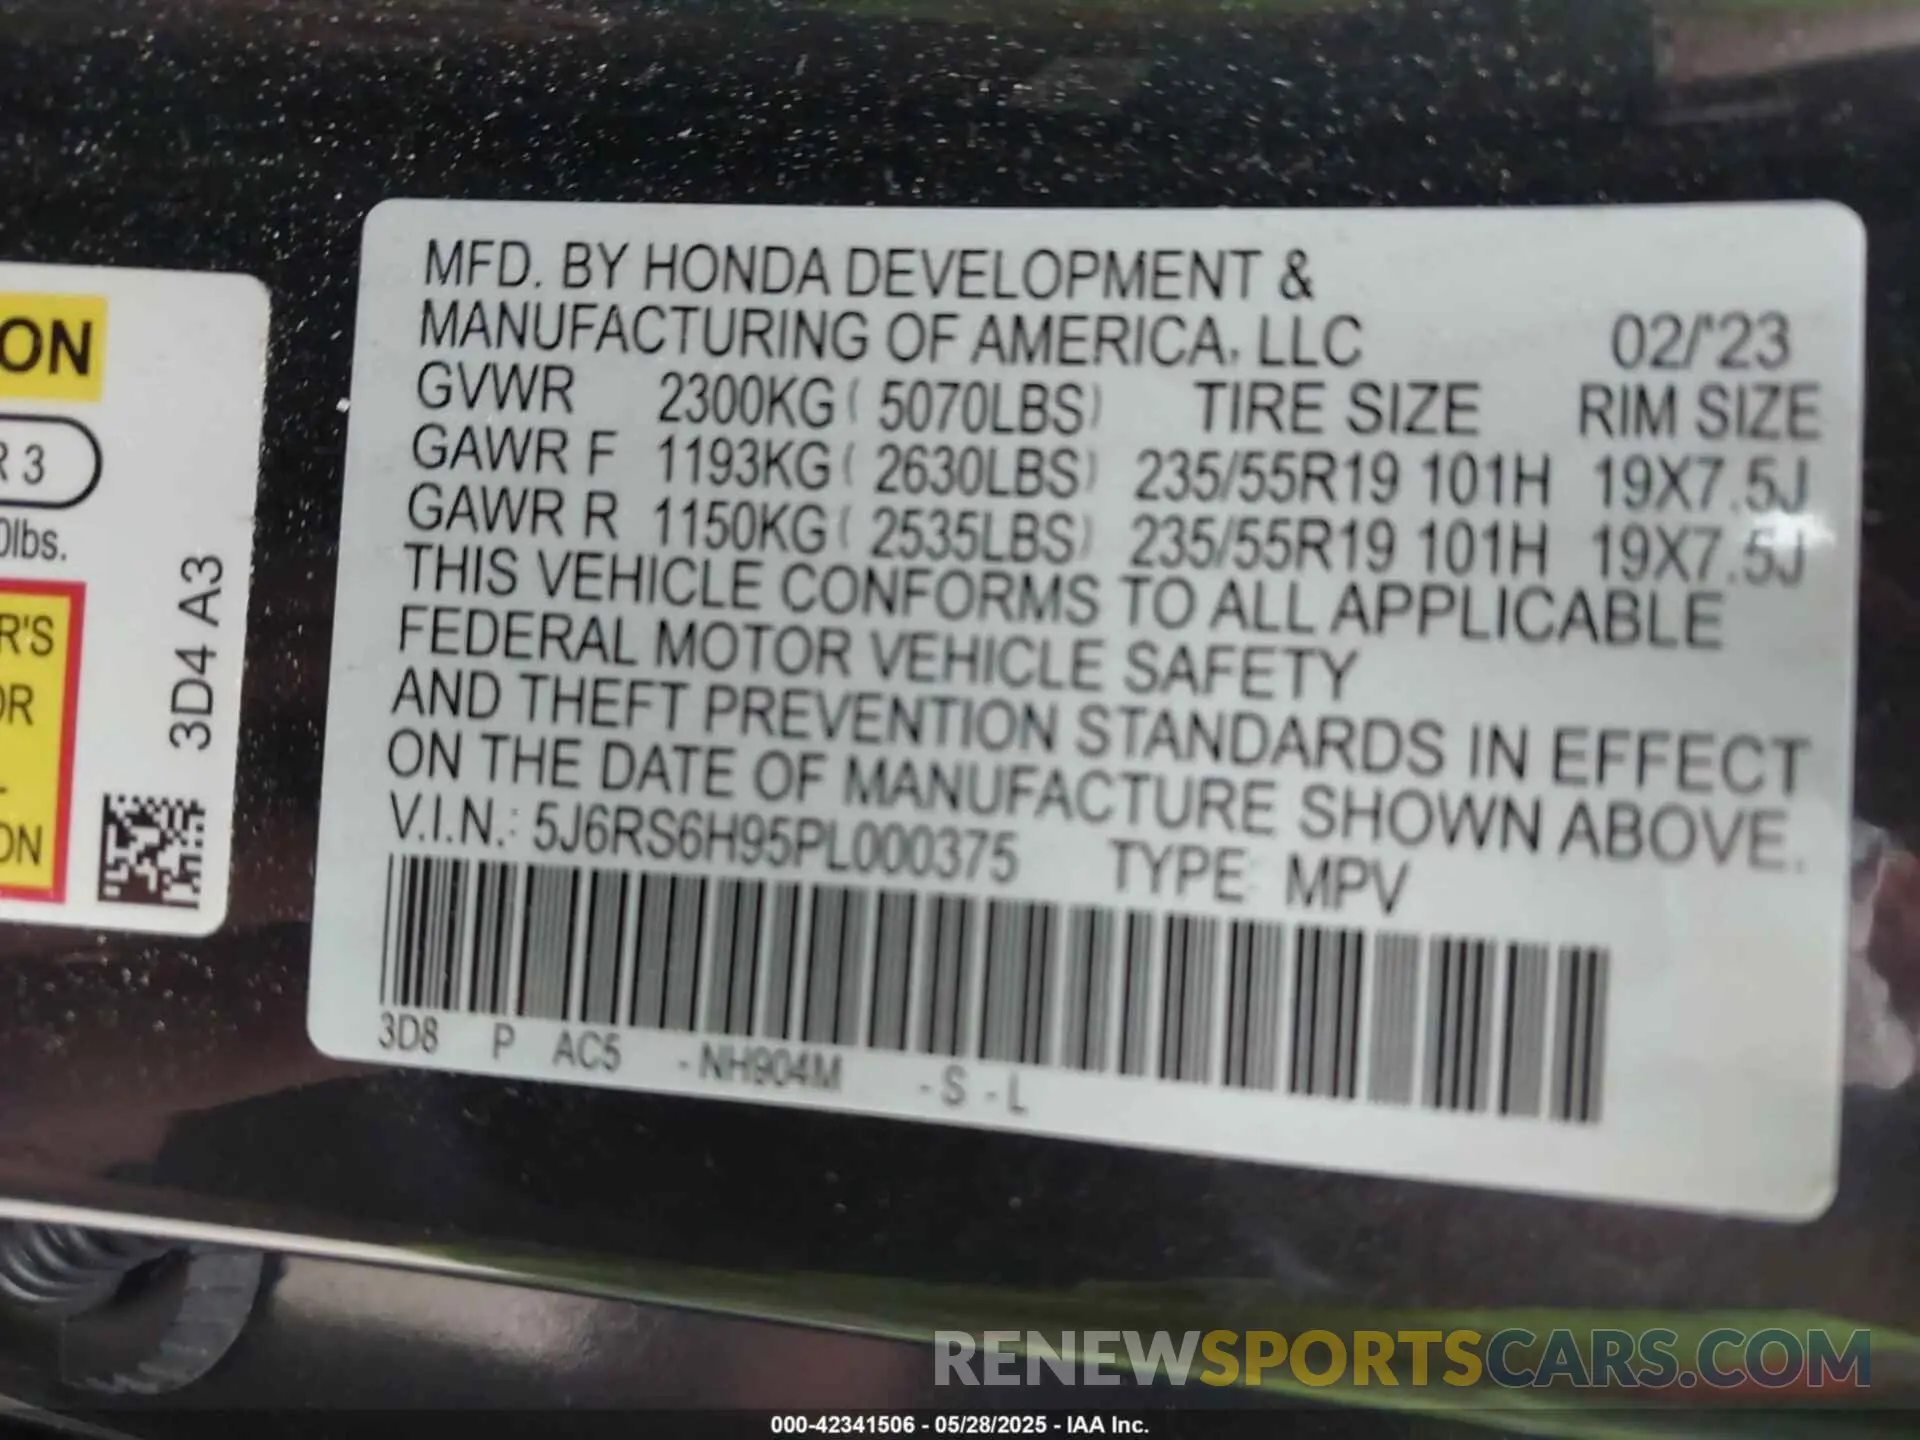 MFD. BY HONDA DEVELOPMENT &
MANUFACTURING OF AMERICA, LLC 02/'23
GVWR 2300KG ( 5070LBS) TIRE SIZE RIM SIZE
GAWR F 1193KG ( 2630LBS) 235/55R19 101H 19X7.5J
GAWR R 1150KG ( 2535LBS) 235/55R19 101H 19X7.5J
THIS VEHICLE CONFORMS TO ALL APPLICABLE
FEDERAL MOTOR VEHICLE SAFETY
AND THEFT PREVENTION STANDARDS IN EFFECT
ON THE DATE OF MANUFACTURE SHOWN ABOVE.
V.I.N.: 5J6RS6H95PL000375 TYPE: MPV
3D8 P AC5 -NH904M -S -L
ON
R 3
0lbs.
R'S
OR
ON
3D4 A3
RENEWSPORTSCARS.COM
000-42341506 - 05/28/2025 - IAA Inc.